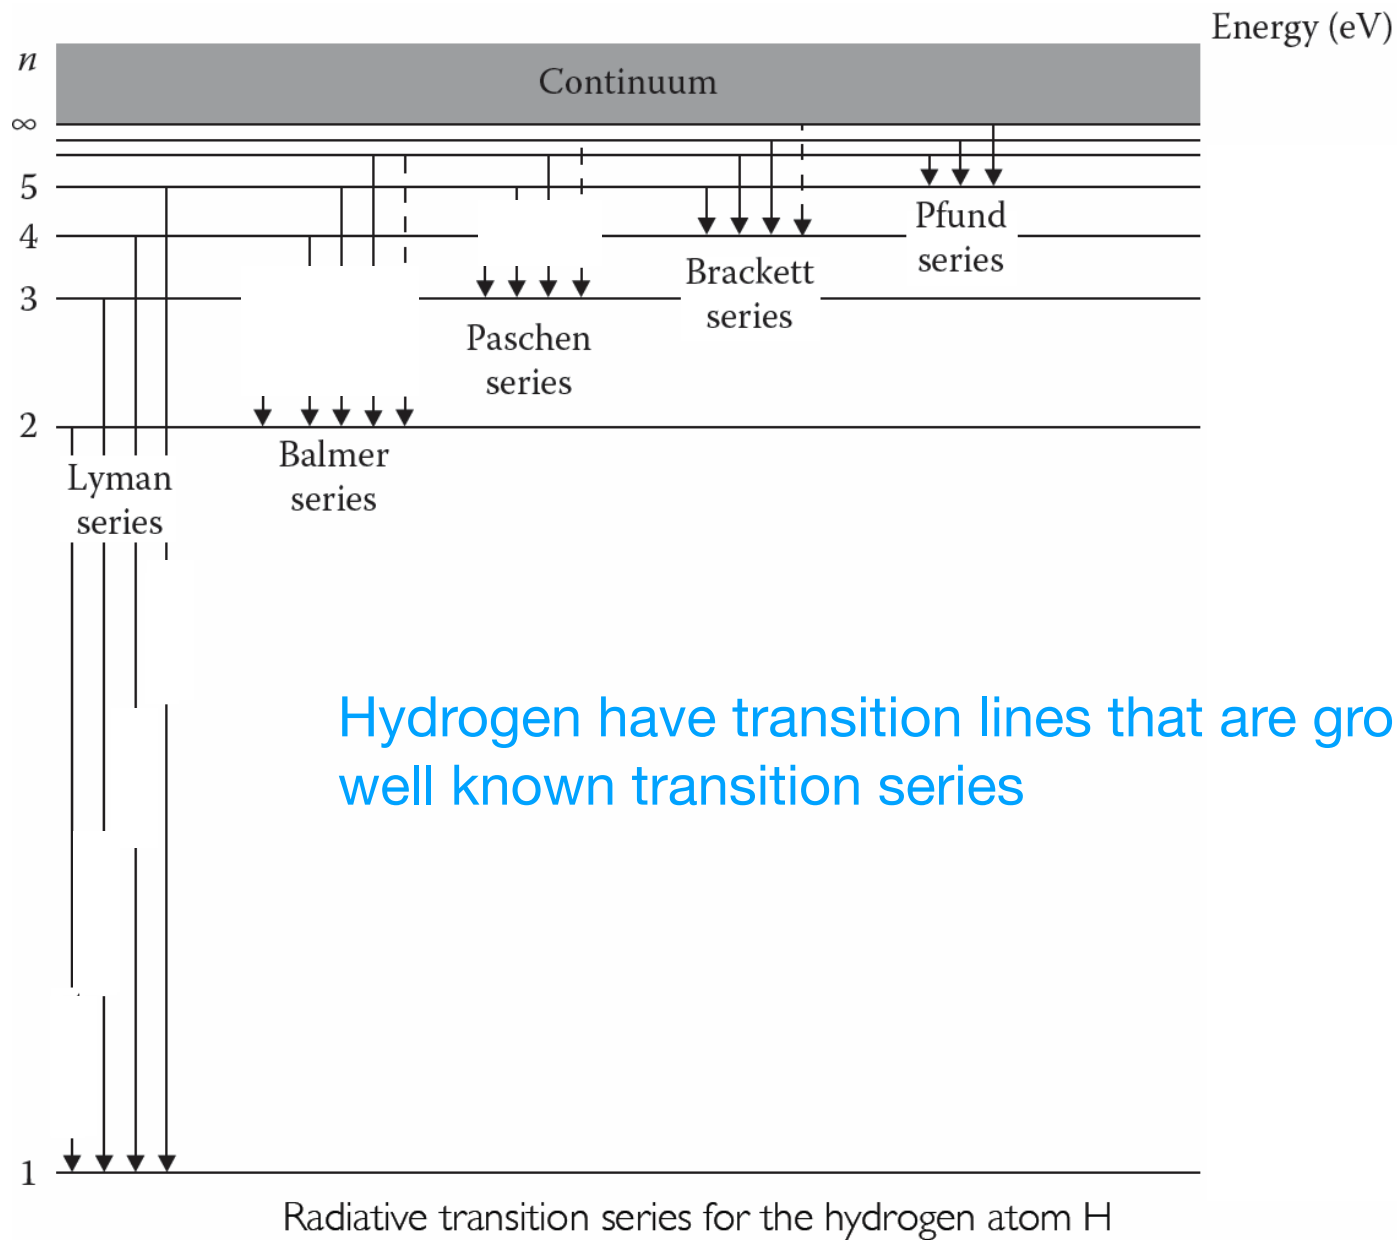 Energy (eV)
n
Continuum
∞
5
4
3
2
1
Pfund
series
Brackett
series
Paschen
series
Balmer
series
Lyman
series
Hydrogen have transition lines that are gro
well known transition series
Radiative transition series for the hydrogen atom H